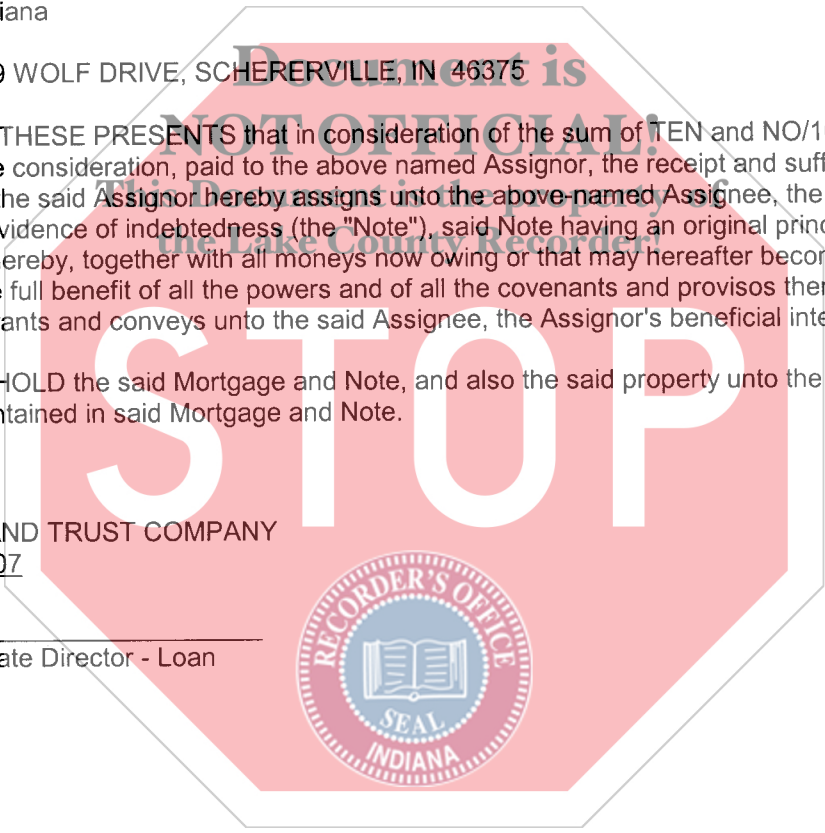 iana
Document is
9 WOLF DRIVE, SCHERERVILLE, IN 46375
NOT OFFICIAL!
THESE PRESENTS that in consideration of the sum of TEN and NO/1
e consideration, paid to the above named Assignor, the receipt and suff
This Document is the property of
the said Assignor hereby assigns unto the above-named Assignee, the
vidence of indebtedness (the "Note"), said Note having an original princ
the Lake County Recorder!
ereby, together with all moneys now owing or that may hereafter becor
e full benefit of all the powers and of all the covenants and provisos ther
ants and conveys unto the said Assignee, the Assignor's beneficial inte
STOP
HOLD the said Mortgage and Note, and also the said property unto the
ntained in said Mortgage and Note.
AND TRUST COMPANY
07
ate Director - Loan
RECORDER'S OFFICE
SEAL
INDIANA